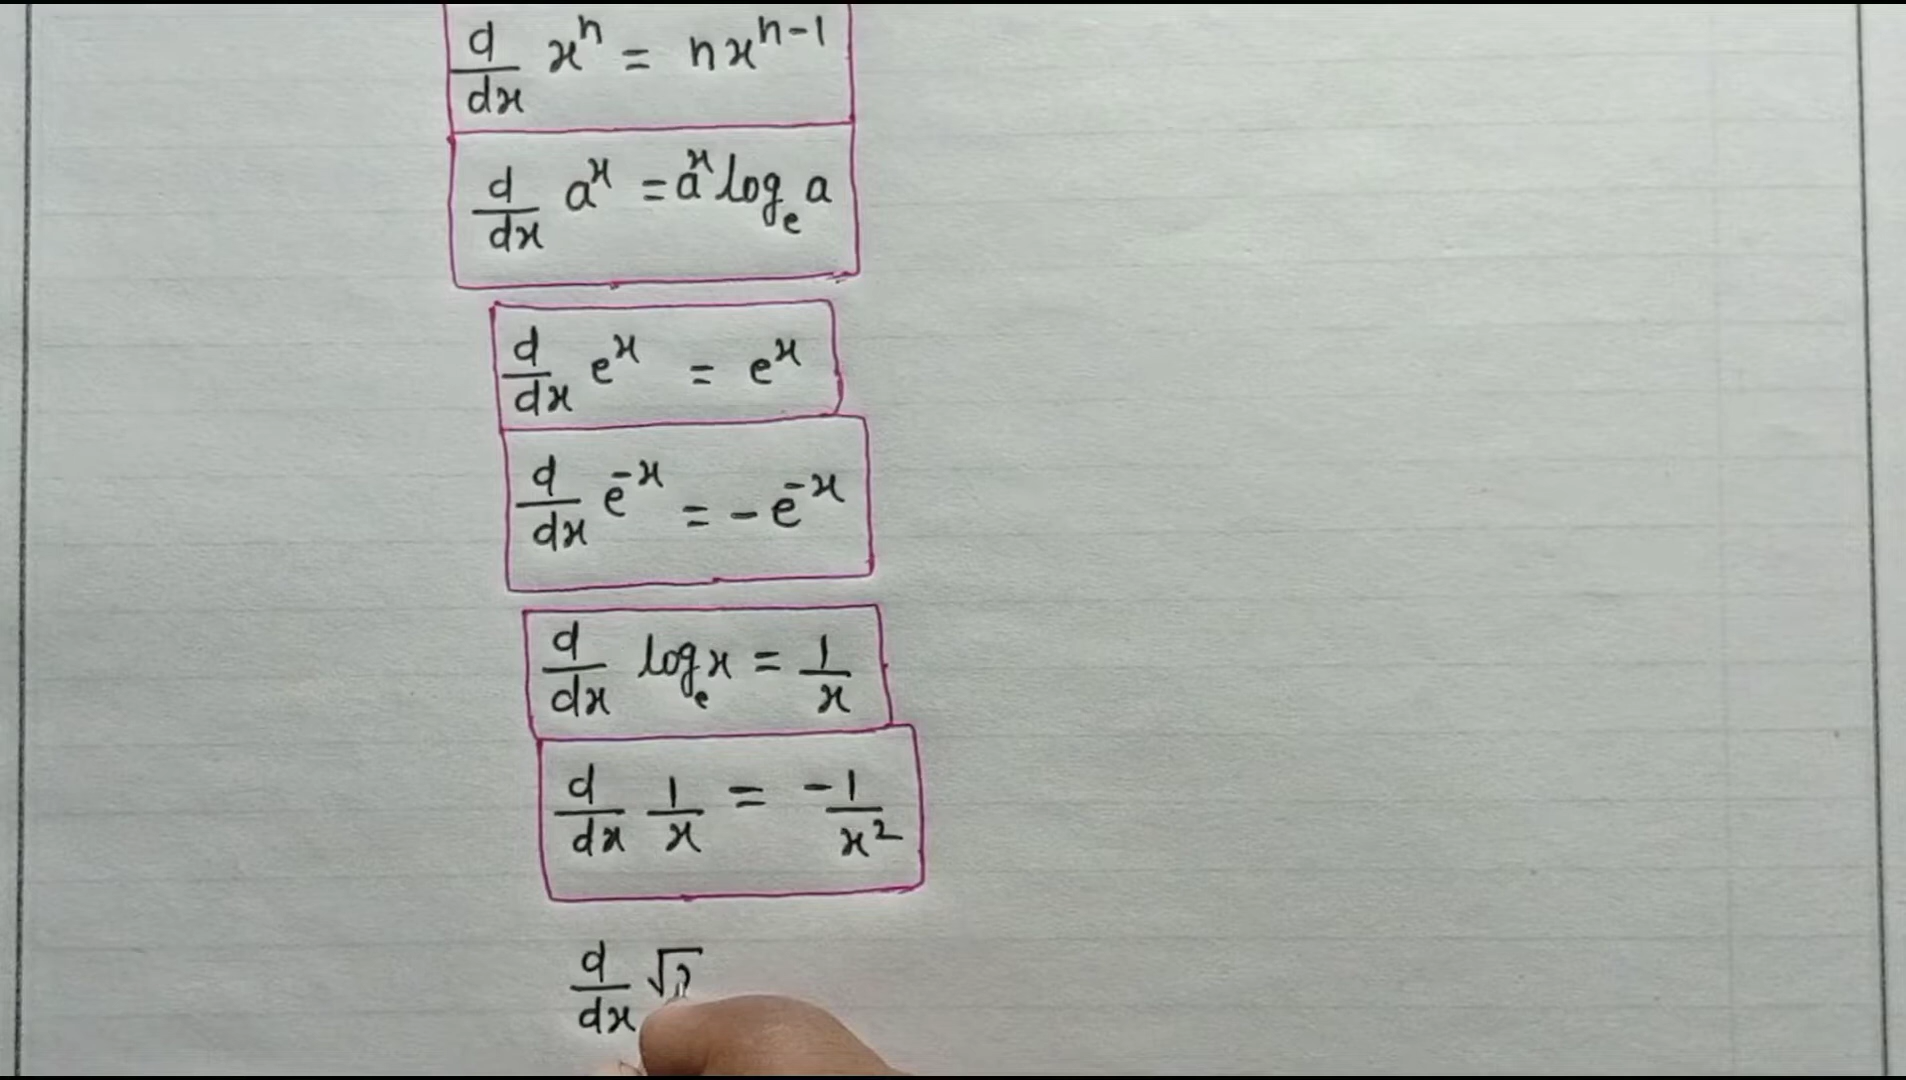 d/dx xⁿ = nxⁿ⁻¹
d/dx aˣ = aˣ logₑ a
d/dx eˣ = eˣ
d/dx e⁻ˣ = -e⁻ˣ
d/dx logₑ x = 1/x
d/dx 1/x = -1/x²
d/dx √